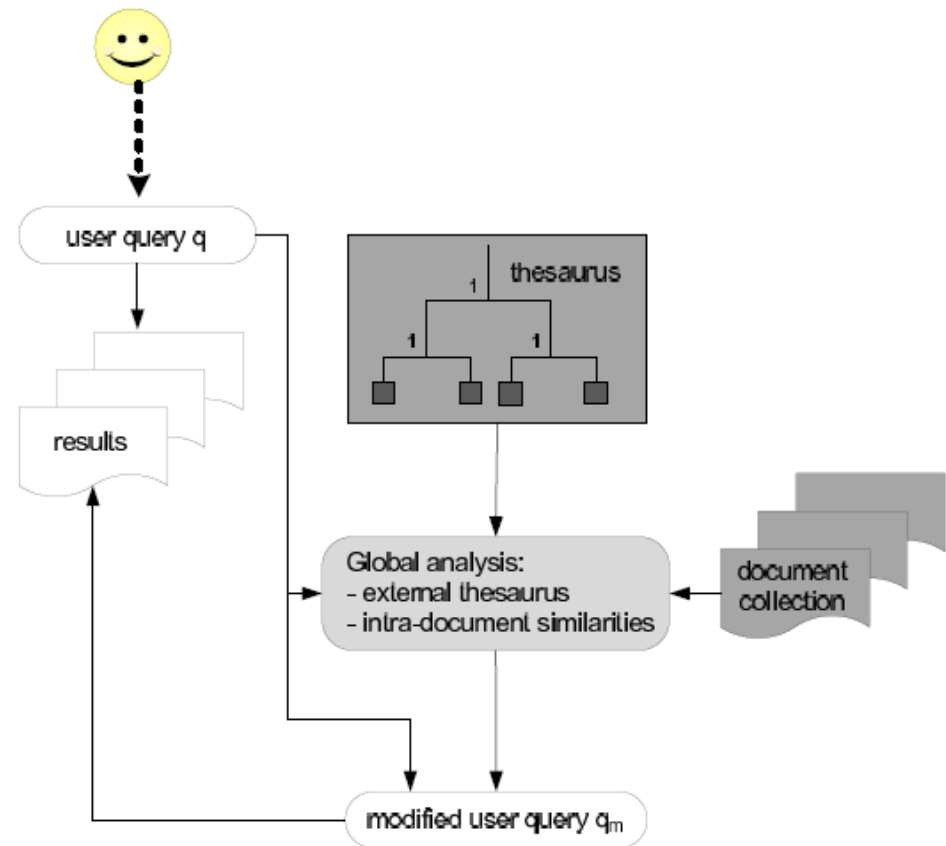 user query q
thesaurus
1
1
1
results
Global analysis:
- external thesaurus
- intra-document similarities
document
collection
modified user query qm